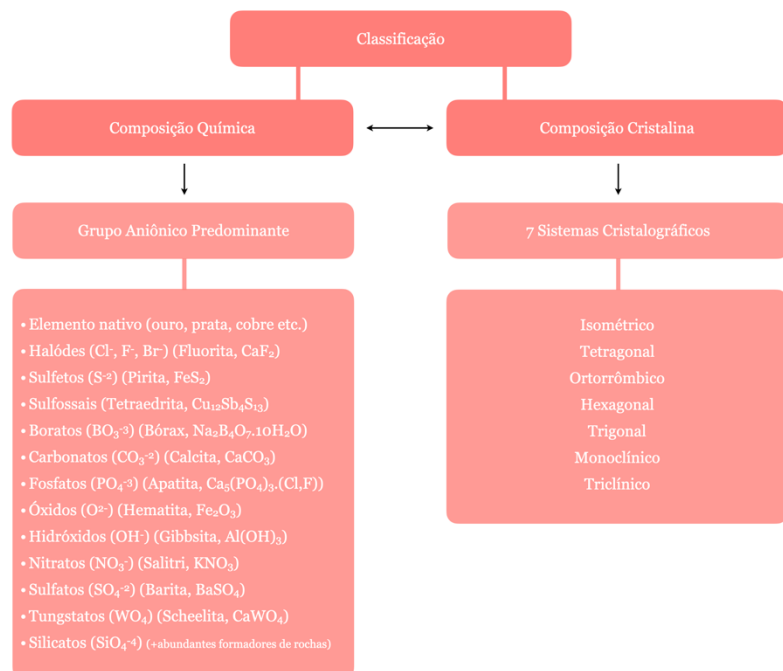 Classificação
Composição Química
Composição Cristalina
Grupo Aniônico Predominante
7 Sistemas Cristalográficos
• Elemento nativo (ouro, prata, cobre etc.)
• Halódes (Cl⁻, F⁻, Br⁻) (Fluorita, CaF₂)
• Sulfetos (S⁻²) (Pirita, FeS₂)
• Sulfossais (Tetraedrita, Cu₁₂Sb₄S₁₃)
• Boratos (BO₃⁻³) (Bórax, Na₂B₄O₇.10H₂O)
• Carbonatos (CO₃⁻²) (Calcita, CaCO₃)
• Fosfatos (PO₄⁻³) (Apatita, Ca₅(PO₄)₃.(Cl,F))
• Óxidos (O²⁻) (Hematita, Fe₂O₃)
• Hidróxidos (OH⁻) (Gibbsita, Al(OH)₃)
• Nitratos (NO₃⁻) (Salitri, KNO₃)
• Sulfatos (SO₄⁻²) (Barita, BaSO₄)
• Tungstatos (WO₄) (Scheelita, CaWO₄)
• Silicatos (SiO₄⁻⁴) (+abundantes formadores de rochas)
Isométrico
Tetragonal
Ortorrômbico
Hexagonal
Trigonal
Monoclínico
Triclínico